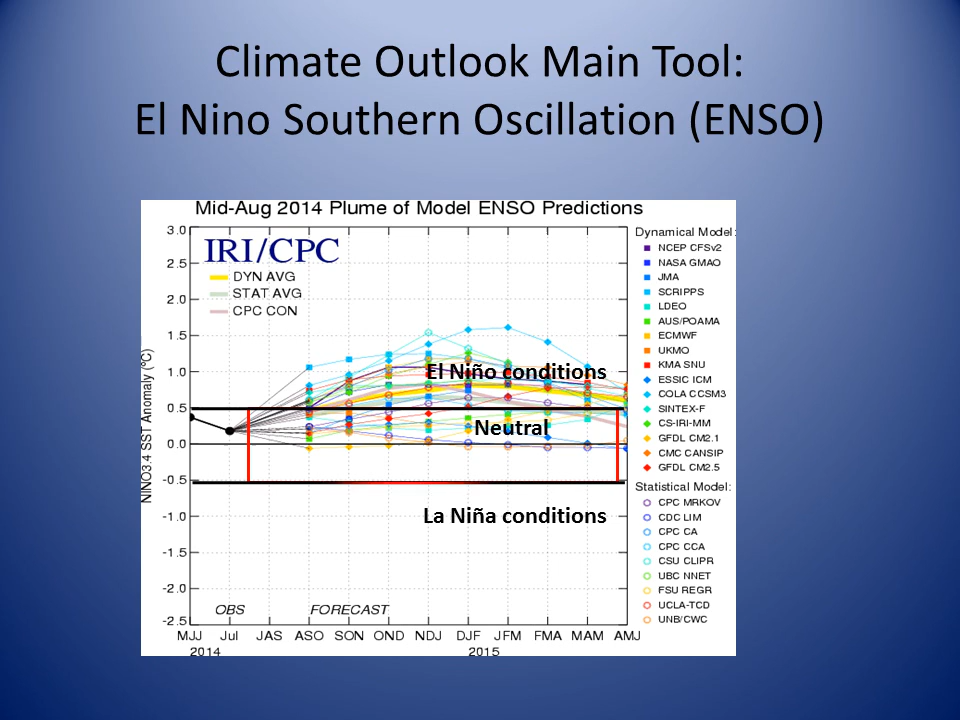 Climate Outlook Main Tool:
El Nino Southern Oscillation (ENSO)
Mid-Aug 2014 Plume of Model ENSO Predictions
IRI/CPC
DYN AVG
STAT AVG
CPC CON
NINO3.4 SST Anomaly (ºC)
3.0
2.5
2.0
1.5
1.0
0.5
0.0
-0.5
-1.0
-1.5
-2.0
-2.5
El Niño conditions
Neutral
La Niña conditions
OBS FORECAST
MJJ Jul JAS ASO SON OND NDJ DJF JFM FMA MAM AMJ
2014 2015
Dynamical Model:
NCEP CFSv2
NASA GMAO
JMA
SCRIPPS
LDEO
AUS/POAMA
ECMWF
UKMO
KMA SNU
ESSIC ICM
COLA CCSM3
SINTEX-F
CS-IRI-MM
GFDL CM2.1
CMC CANSIP
GFDL CM2.5
Statistical Model:
CPC MRKOV
CDC LIM
CPC CA
CPC CCA
CSU CLIPR
UBC NNET
FSU REGR
UCLA-TCD
UNB/CWC